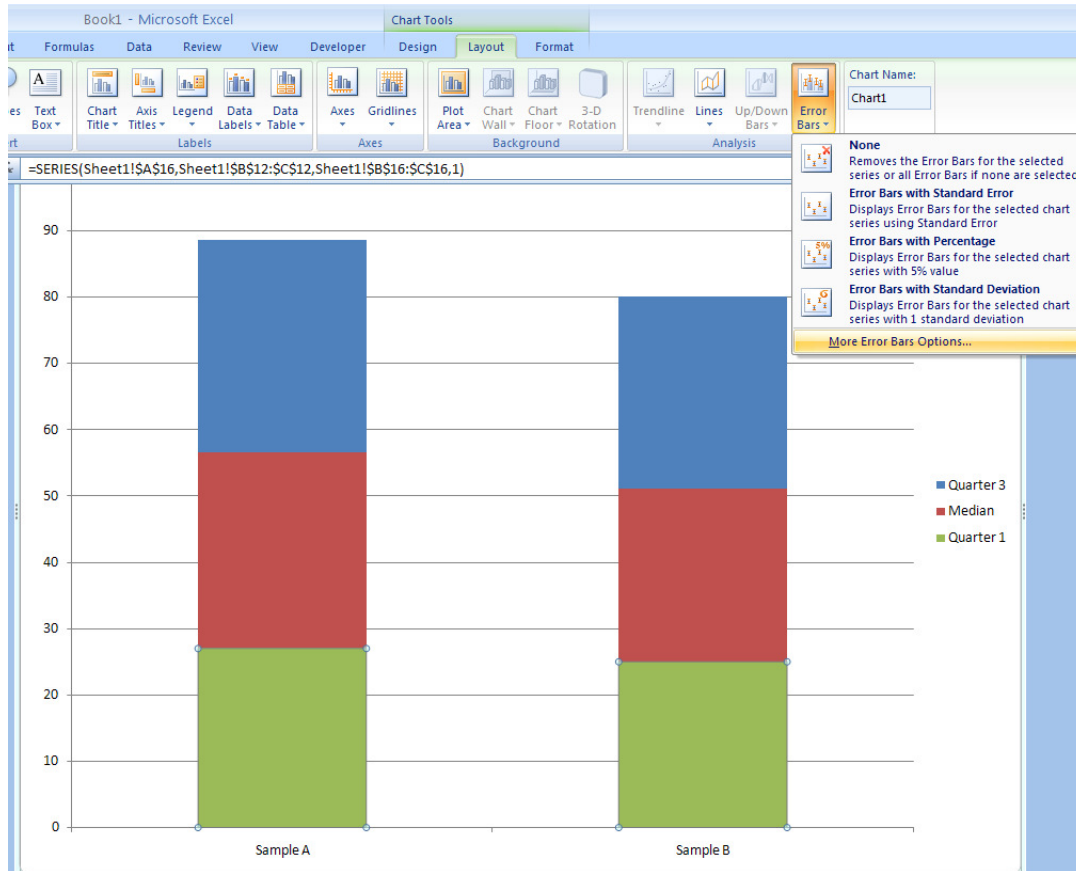 Book1 - Microsoft Excel
Chart Tools
Formulas Data Review View Developer Design Layout Format
A
Text Box
Chart Title
Axis Titles
Legend
Data Labels
Data Table
Axes
Gridlines
Plot Area
Chart Wall
Chart Floor
3-D Rotation
Trendline
Lines
Up/Down Bars
Error Bars
Chart Name:
Chart1
Labels
Axes
Background
Analysis
=SERIES(Sheet1!$A$16,Sheet1!$B$12:$C$12,Sheet1!$B$16:$C$16,1)
None
Removes the Error Bars for the selected
series or all Error Bars if none are selected
Error Bars with Standard Error
Displays Error Bars for the selected chart
series using Standard Error
5%
Error Bars with Percentage
Displays Error Bars for the selected chart
series with 5% value
Error Bars with Standard Deviation
Displays Error Bars for the selected chart
series with 1 standard deviation
More Error Bars Options...
90
80
70
60
50
40
30
20
10
0
Quarter 3
Median
Quarter 1
Sample A
Sample B